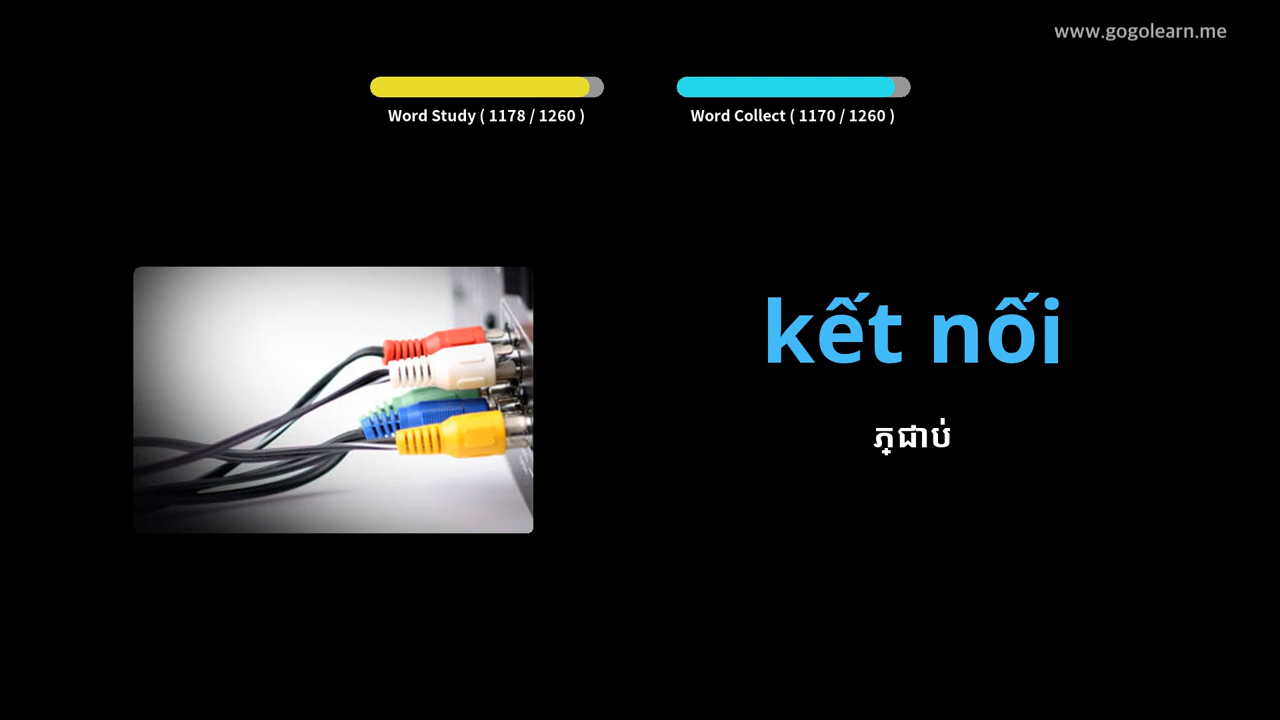 www.gogolearn.me
Word Study ( 1178 / 1260 )
Word Collect ( 1170 / 1260 )
kết nối
ភ្ជាប់